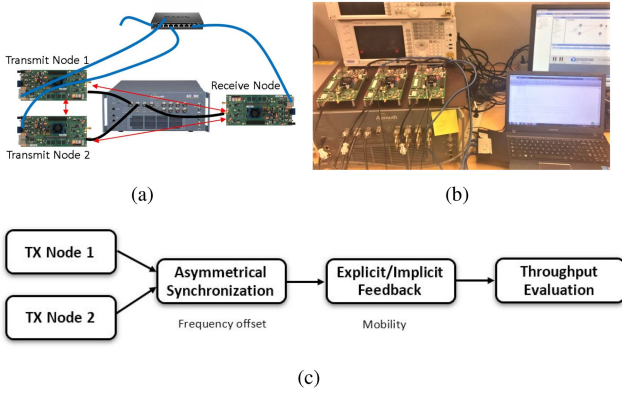 Transmit Node 1
Receive Node
Transmit Node 2
Azimuth
(a)
(b)
TX Node 1
TX Node 2
Asymmetrical
Synchronization
Explicit/Implicit
Feedback
Throughput
Evaluation
Frequency offset
Mobility
(c)